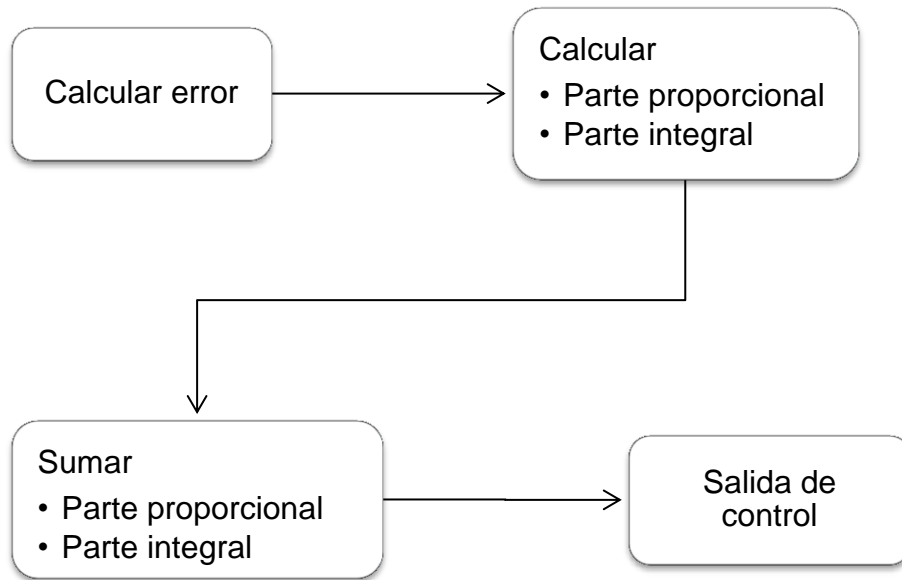 Calcular error
Calcular
• Parte proporcional
• Parte integral
Sumar
• Parte proporcional
• Parte integral
Salida de
control